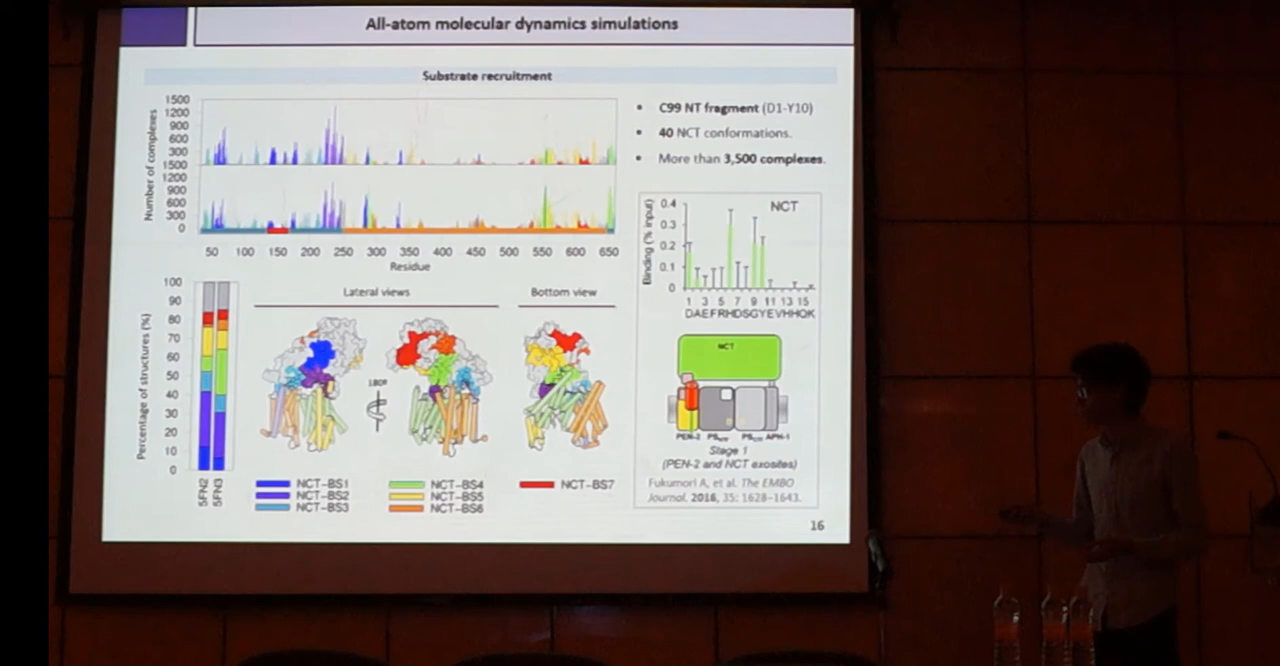 All-atom molecular dynamics simulations
Substrate recruitment
Number of complexes
1500
1200
900
600
300
1500
1200
900
600
300
0
50 100 150 200 250 300 350 400 450 500 550 600 650
Residue
• C99 NT fragment (D1-Y10)
• 40 NCT conformations.
• More than 3,500 complexes.
NCT
Binding (% input)
0.4
0.3
0.2
0.1
0
1 3 5 7 9 11 13 15
DAEFRHDSGYEVHHQK
Percentage of structures (%)
100
90
80
70
60
50
40
30
20
10
0
5FN2
5FN3
Lateral views
Bottom view
180º
NCT-BS1
NCT-BS2
NCT-BS3
NCT-BS4
NCT-BS5
NCT-BS6
NCT-BS7
NCT
PEN-2 PS PS APH-1
Stage 1
(PEN-2 and NCT exosites)
Fukumori A, et al. The EMBO
Journal. 2016, 35: 1628-1643.
16